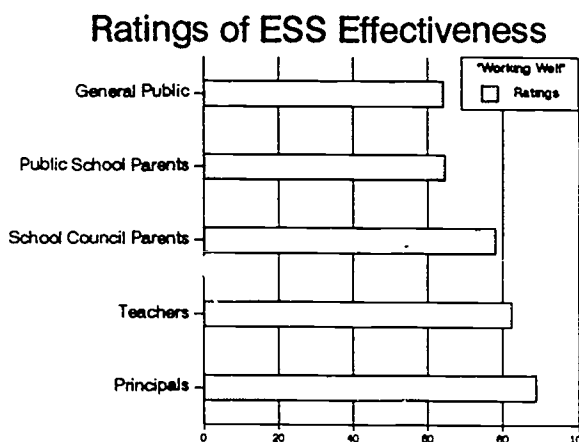 Ratings of ESS Effectiveness
"Working Well"
Ratings
General Public
Public School Parents
School Council Parents
Teachers
Principals
0 20 40 60 80